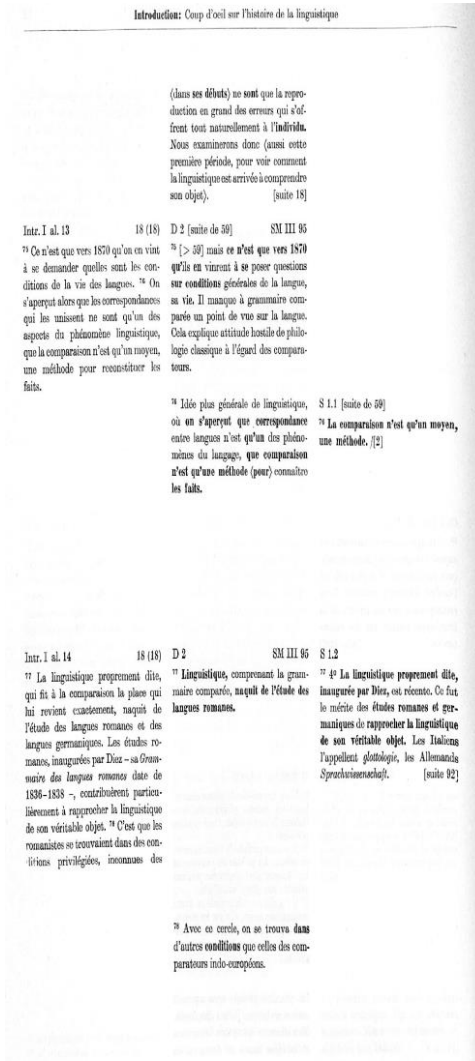 Introduction: Coup d'oeil sur l'histoire de la linguistique
(dans ses débuts) ne sont que la repro-
duction en grand des erreurs qui s'of-
frent tout naturellement à l'individu.
Nous examinerons donc (aussi cette
première période, pour voir comment
la linguistique est arrivée à comprendre
son objet). [suite 18]
Intr. I al. 13 18 (18)
75 Ce n'est que vers 1870 qu'on en vint
à se demander quelles sont les con-
ditions de la vie des langues. 76 On
s'aperçut alors que les correspondances
qui les unissent ne sont qu'un des
aspects du phénomène linguistique,
que la comparaison n'est qu'un moyen,
une méthode pour reconstituer les
faits.
D 2 [suite de 59] SM III 95
75 [> 59] mais ce n'est que vers 1870
qu'ils en vinrent à se poser questions
sur conditions générales de la langue,
sa vie. Il manque à grammaire com-
parée un point de vue sur la langue.
Cela explique attitude hostile de philo-
logie classique à l'égard des compara-
teurs.
76 Idée plus générale de linguistique,
où on s'aperçut que correspondance
entre langues n'est qu'un des phéno-
mènes du langage, que comparaison
n'est qu'une méthode (pour) connaître
les faits.
S 1.1 [suite de 59]
76 La comparaison n'est qu'un moyen,
une méthode. /[2]
Intr. I al. 14 18 (18)
77 La linguistique proprement dite,
qui fit à la comparaison la place qui
lui revient exactement, naquit de
l'étude des langues romanes et des
langues germaniques. Les études ro-
manes, inaugurées par Diez – sa Gram-
maire des langues romanes date de
1836–1838 –, contribuèrent particu-
lièrement à rapprocher la linguistique
de son véritable objet. 78 C'est que les
romanistes se trouvaient dans des con-
ditions privilégiées, inconnues des
D 2 SM III 95
77 Linguistique, comprenant la gram-
maire comparée, naquit de l'étude des
langues romanes.
78 Avec ce cercle, on se trouva dans
d'autres conditions que celles des com-
parateurs indo-européens.
S 1.2
77 4º La linguistique proprement dite,
inaugurée par Diez, est récente. Ce fut
le mérite des études romanes et ger-
maniques de rapprocher la linguistique
de son véritable objet. Les Italiens
l'appellent glottologie, les Allemands
Sprachwissenschaft. [suite 92]